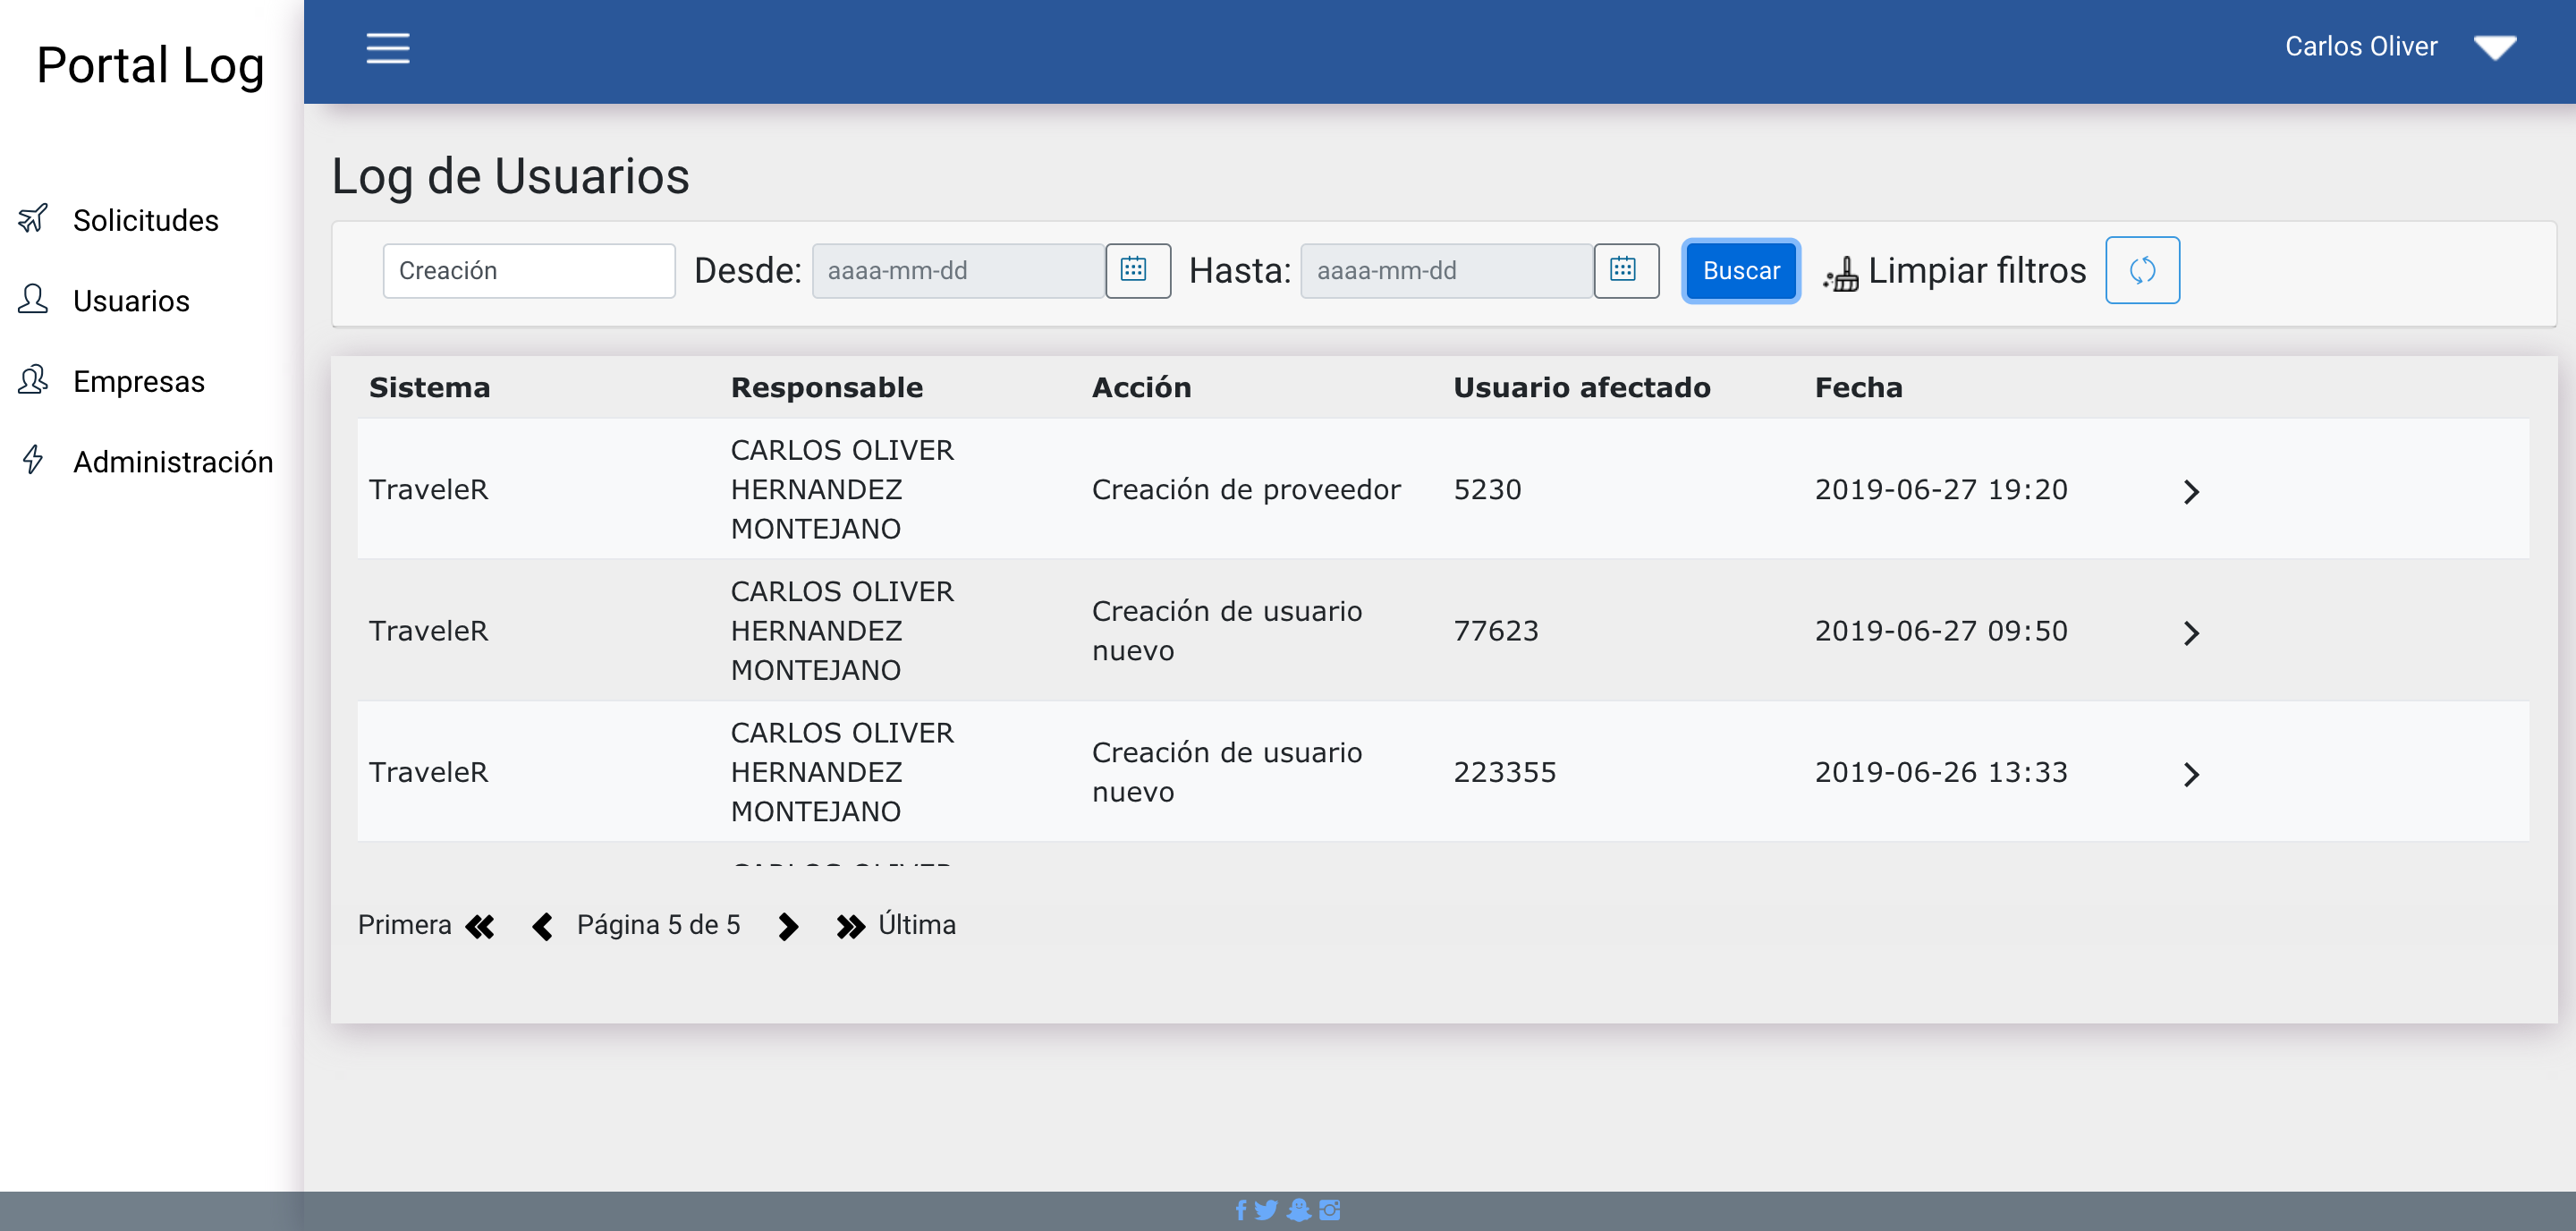 Portal Log
Carlos Oliver
Solicitudes
Usuarios
Empresas
Administración
Log de Usuarios
Creación Desde: aaaa-mm-dd Hasta: aaaa-mm-dd Buscar Limpiar filtros
Sistema Responsable Acción Usuario afectado Fecha
CARLOS OLIVER
TraveleR HERNANDEZ Creación de proveedor 5230 2019-06-27 19:20
MONTEJANO
CARLOS OLIVER
Creación de usuario
TraveleR HERNANDEZ 77623 2019-06-27 09:50
nuevo
MONTEJANO
CARLOS OLIVER
Creación de usuario
TraveleR HERNANDEZ 223355 2019-06-26 13:33
nuevo
MONTEJANO
Primera Página 5 de 5 Última